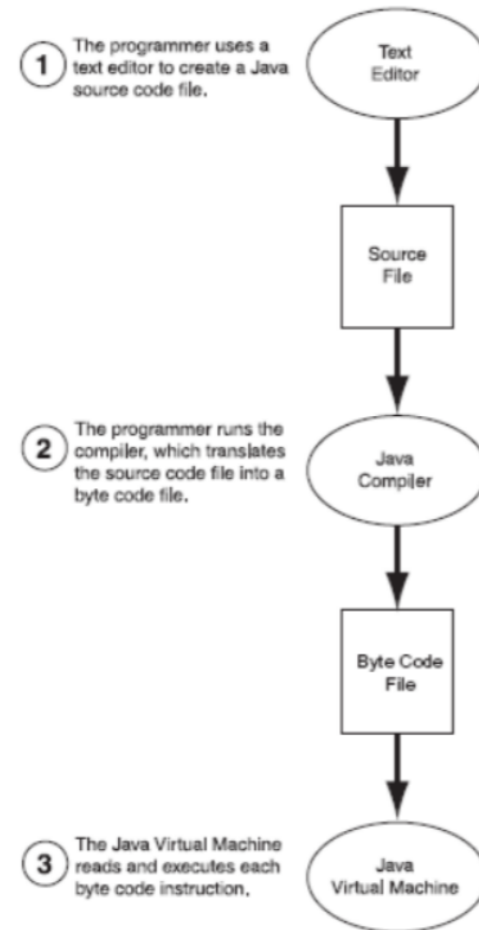 1
The programmer uses a
text editor to create a Java
source code file.
Text
Editor
Source
File
2
The programmer runs the
compiler, which translates
the source code file into a
byte code file.
Java
Compiler
Byte Code
File
3
The Java Virtual Machine
reads and executes each
byte code instruction.
Java
Virtual Machine